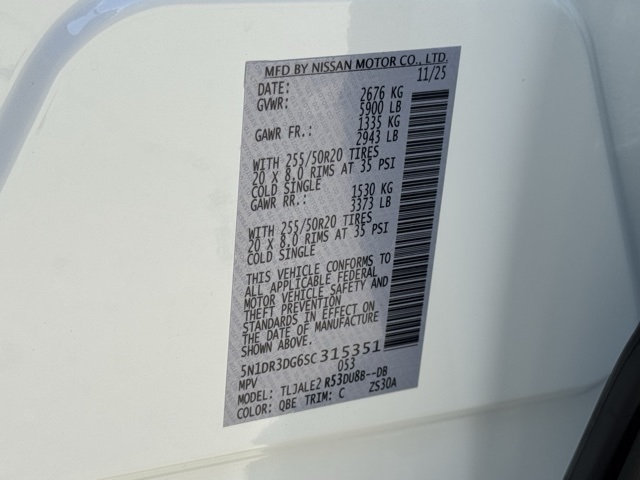 MFD BY NISSAN MOTOR CO., LTD.
DATE: 11/25
GVWR: 2676 KG
5900 LB
GAWR FR.: 1335 KG
2943 LB
WITH 255/50R20 TIRES
20 X 8.0 RIMS AT 35 PSI
COLD SINGLE
GAWR RR.: 1530 KG
3373 LB
WITH 255/50R20 TIRES
20 X 8.0 RIMS AT 35 PSI
COLD SINGLE
THIS VEHICLE CONFORMS TO
ALL APPLICABLE FEDERAL
MOTOR VEHICLE SAFETY AND
THEFT PREVENTION
STANDARDS IN EFFECT ON
THE DATE OF MANUFACTURE
SHOWN ABOVE.
5N1DR3DG6SC315351
MPV 053
MODEL: TLJALE2 R53DU8B--DB
COLOR: QBE TRIM: C ZS30A